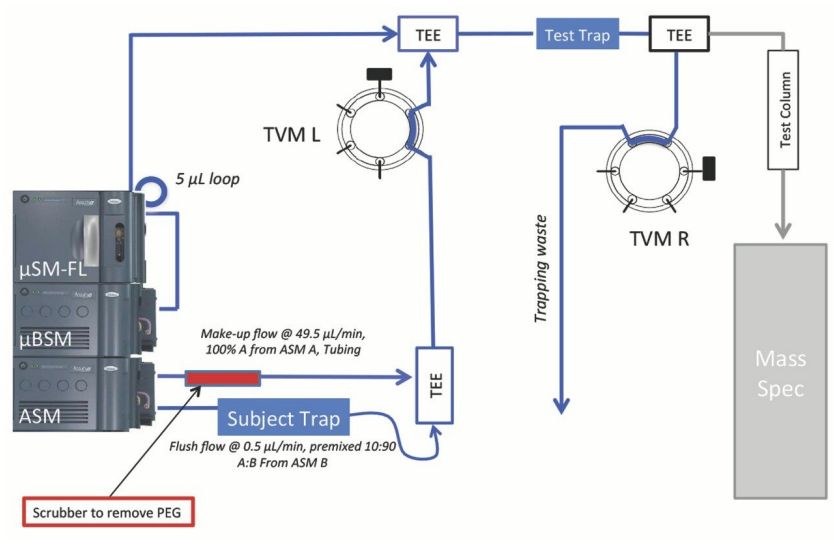 TEE
Test Trap
TEE
TVM L
Test Column
5 µL loop
TVM R
µSM-FL
Trapping waste
µBSM
Make-up flow @ 49.5 µL/min,
100% A from ASM A, Tubing
Mass
Spec
TEE
ASM
Subject Trap
Flush flow @ 0.5 µL/min, premixed 10:90
A:B From ASM B
Scrubber to remove PEG